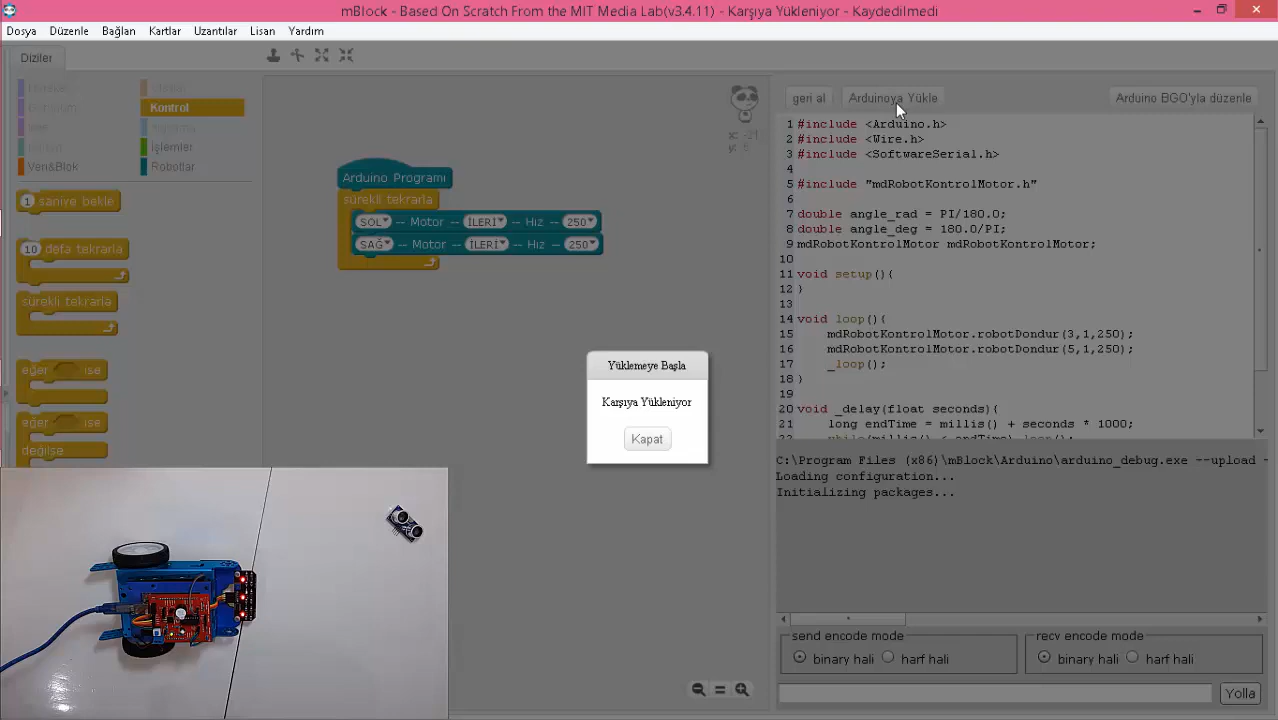 mBlock - Based On Scratch From the MIT Media Lab(v3.4.11) - Karşıya Yükleniyor - Kaydedilmedi
Dosya Düzenle Bağlan Kartlar Uzantılar Lisan Yardım
Diziler
Kontrol
İşlemler
Veri&Blok
Robotlar
1 saniye bekle
10 defa tekrarla
sürekli tekrarla
eğer ise
eğer ise
değilse
Arduino Programı
sürekli tekrarla
SOL -- Motor -- İLERİ -- Hız -- 250
SAĞ -- Motor -- İLERİ -- Hız -- 250
x: -21
y: 6
Yüklemeye Başla
Karşıya Yükleniyor
Kapat
geri al
Arduinoya Yükle
Arduino BGO'yla düzenle
1 #include <Arduino.h>
2 #include <Wire.h>
3 #include <SoftwareSerial.h>
4
5 #include "mdRobotKontrolMotor.h"
6
7 double angle_rad = PI/180.0;
8 double angle_deg = 180.0/PI;
9 mdRobotKontrolMotor mdRobotKontrolMotor;
10
11 void setup(){
12 }
13
14 void loop(){
15 mdRobotKontrolMotor.robotDondur(3,1,250);
16 mdRobotKontrolMotor.robotDondur(5,1,250);
17 _loop();
18 }
19
20 void _delay(float seconds){
21 long endTime = millis() + seconds * 1000;
22 while(millis() < endTime)_loop();
C:\Program Files (x86)\mBlock\Arduino\arduino_debug.exe --upload -
Loading configuration...
Initializing packages...
send encode mode
binary hali harf hali
recv encode mode
binary hali harf hali
Yolla